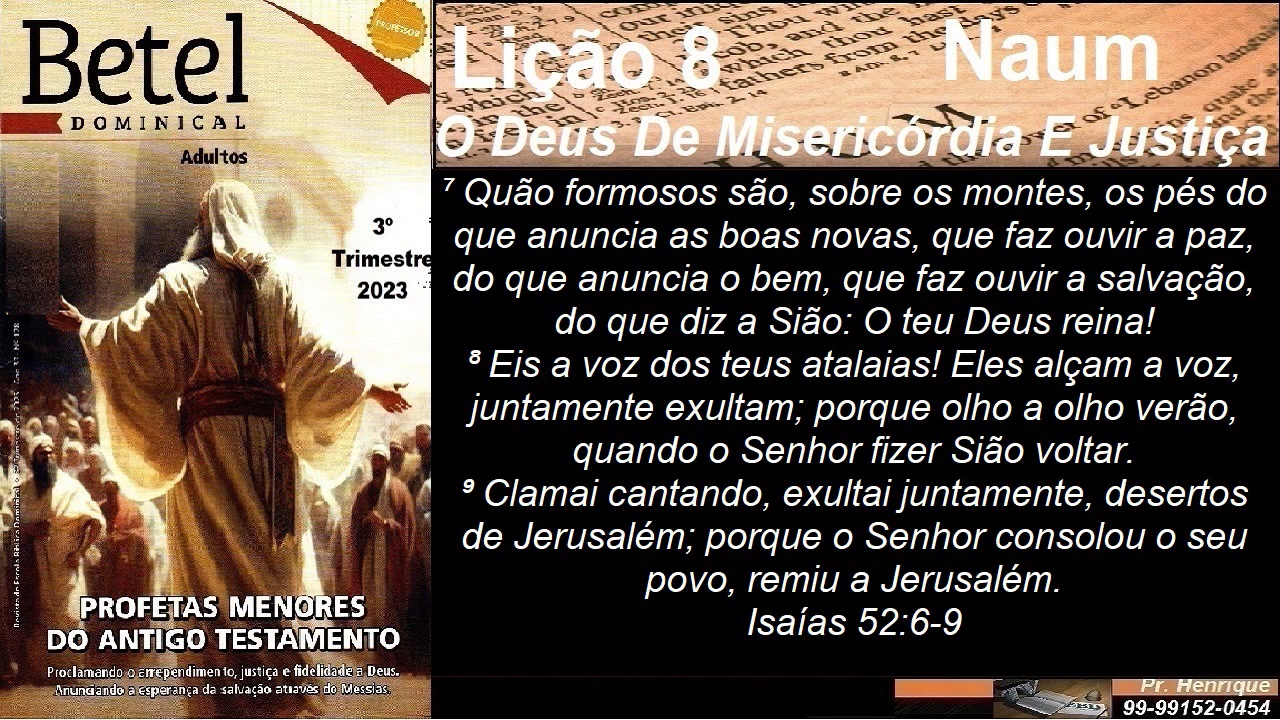 Betel
DOMINICAL
PROFESSOR
Adultos
3º
Trimestre
2023
PROFETAS MENORES
DO ANTIGO TESTAMENTO
Proclamando o arrependimento, justiça e fidelidade a Deus.
Anunciando a esperança da salvação através do Messias.
Lição 8
Naum
O Deus De Misericórdia E Justiça
⁷ Quão formosos são, sobre os montes, os pés do
que anuncia as boas novas, que faz ouvir a paz,
do que anuncia o bem, que faz ouvir a salvação,
do que diz a Sião: O teu Deus reina!
⁸ Eis a voz dos teus atalaias! Eles alçam a voz,
juntamente exultam; porque olho a olho verão,
quando o Senhor fizer Sião voltar.
⁹ Clamai cantando, exultai juntamente, desertos
de Jerusalém; porque o Senhor consolou o seu
povo, remiu a Jerusalém.
Isaías 52:6-9
Pr. Henrique
99-99152-0454